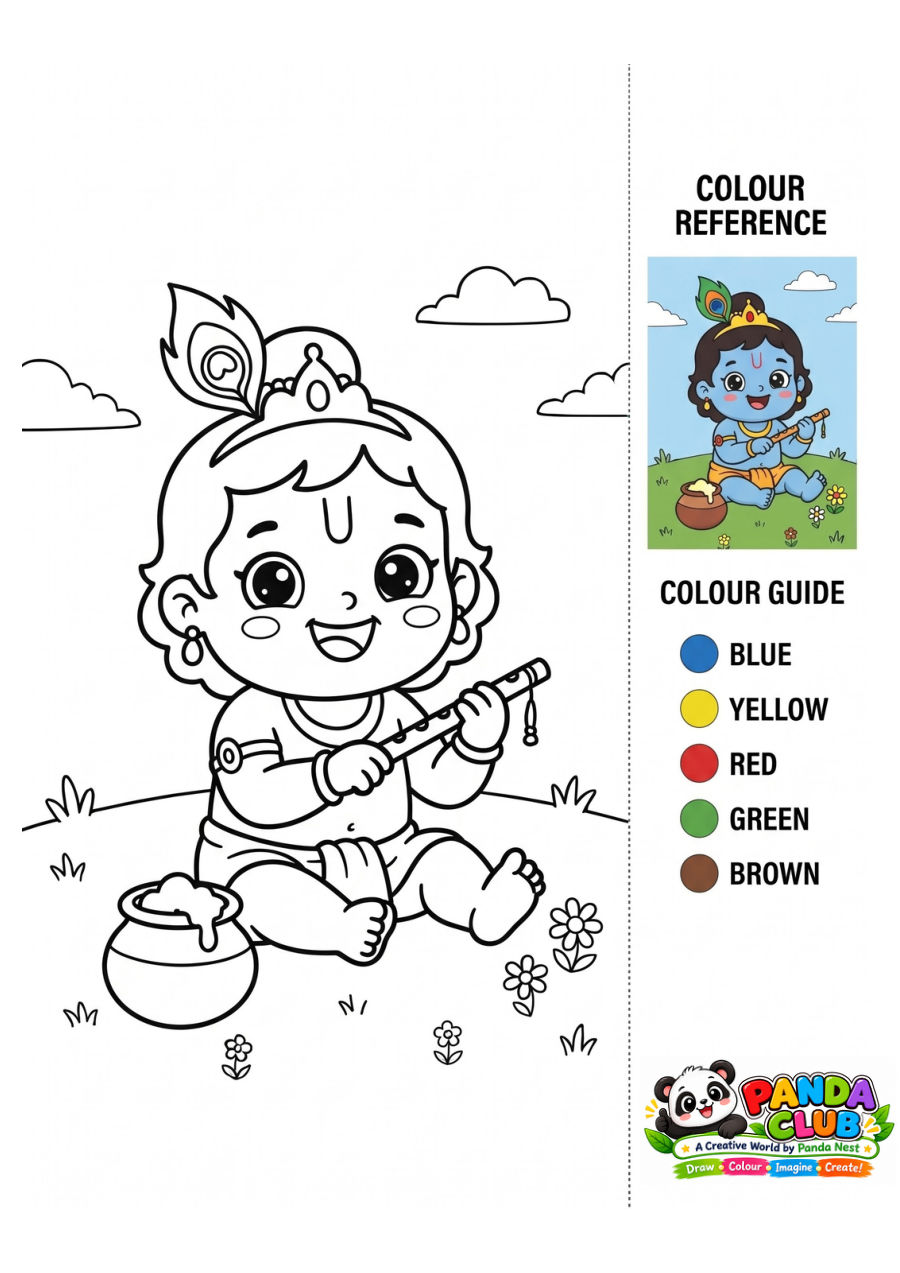 COLOUR
REFERENCE
COLOUR GUIDE
BLUE
YELLOW
RED
GREEN
BROWN
PANDA
CLUB
A Creative World by Panda Nest
Draw • Colour • Imagine • Create!